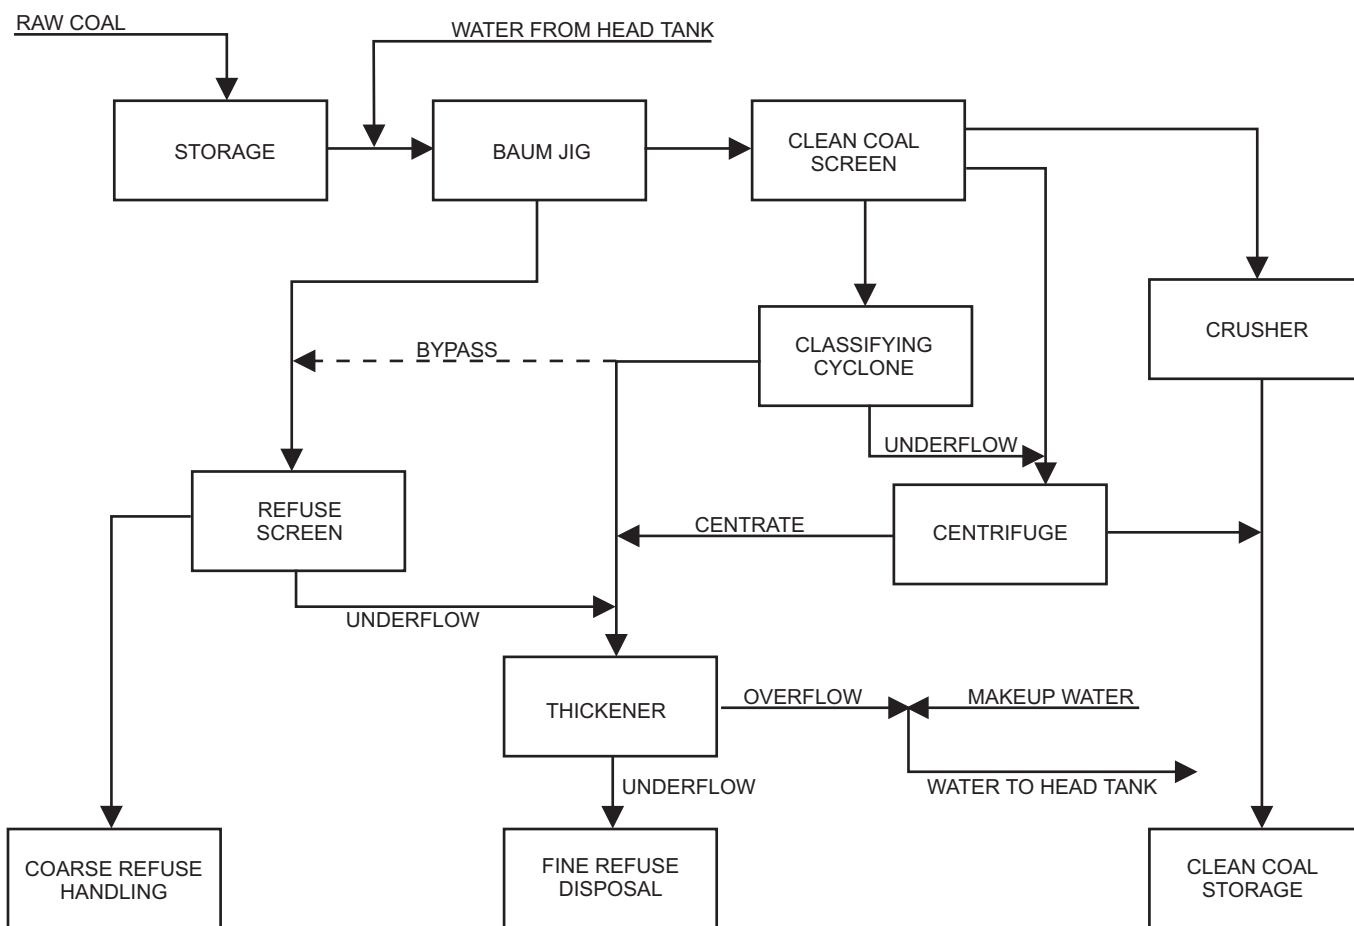 RAW COAL
WATER FROM HEAD TANK
STORAGE
BAUM JIG
CLEAN COAL
SCREEN
CRUSHER
BYPASS
CLASSIFYING
CYCLONE
UNDERFLOW
REFUSE
SCREEN
CENTRATE
CENTRIFUGE
UNDERFLOW
THICKENER
OVERFLOW
MAKEUP WATER
UNDERFLOW
WATER TO HEAD TANK
COARSE REFUSE
HANDLING
FINE REFUSE
DISPOSAL
CLEAN COAL
STORAGE